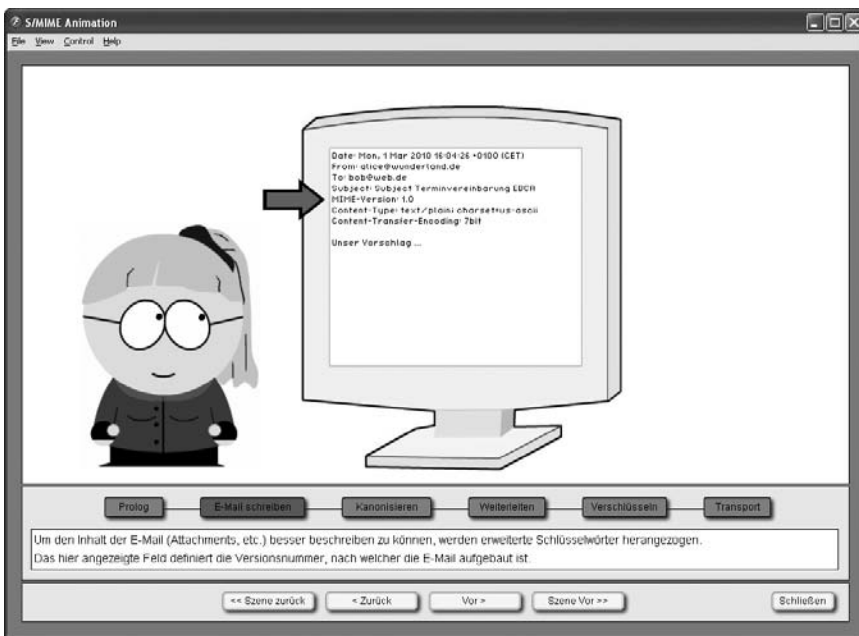 S/MIME Animation
File View Control Help
Date: Mon, 1 Mar 2010 16:04:26 +0100 (CET)
From: alice@wunderland.de
To: bob@web.de
Subject: Subject Terminvereinbarung EDCA
MIME-Version: 1.0
Content-Type: text/plain; charset=us-ascii
Content-Transfer-Encoding: 7bit
Unser Vorschlag ...
Prolog E-Mail schreiben Kanonisieren Weiterleiten Verschlüsseln Transport
Um den Inhalt der E-Mail (Attachments, etc.) besser beschreiben zu können, werden erweiterte Schlüsselwörter herangezogen.
Das hier angezeigte Feld definiert die Versionsnummer, nach welcher die E-Mail aufgebaut ist.
<< Szene zurück < Zurück Vor > Szene Vor >> Schließen